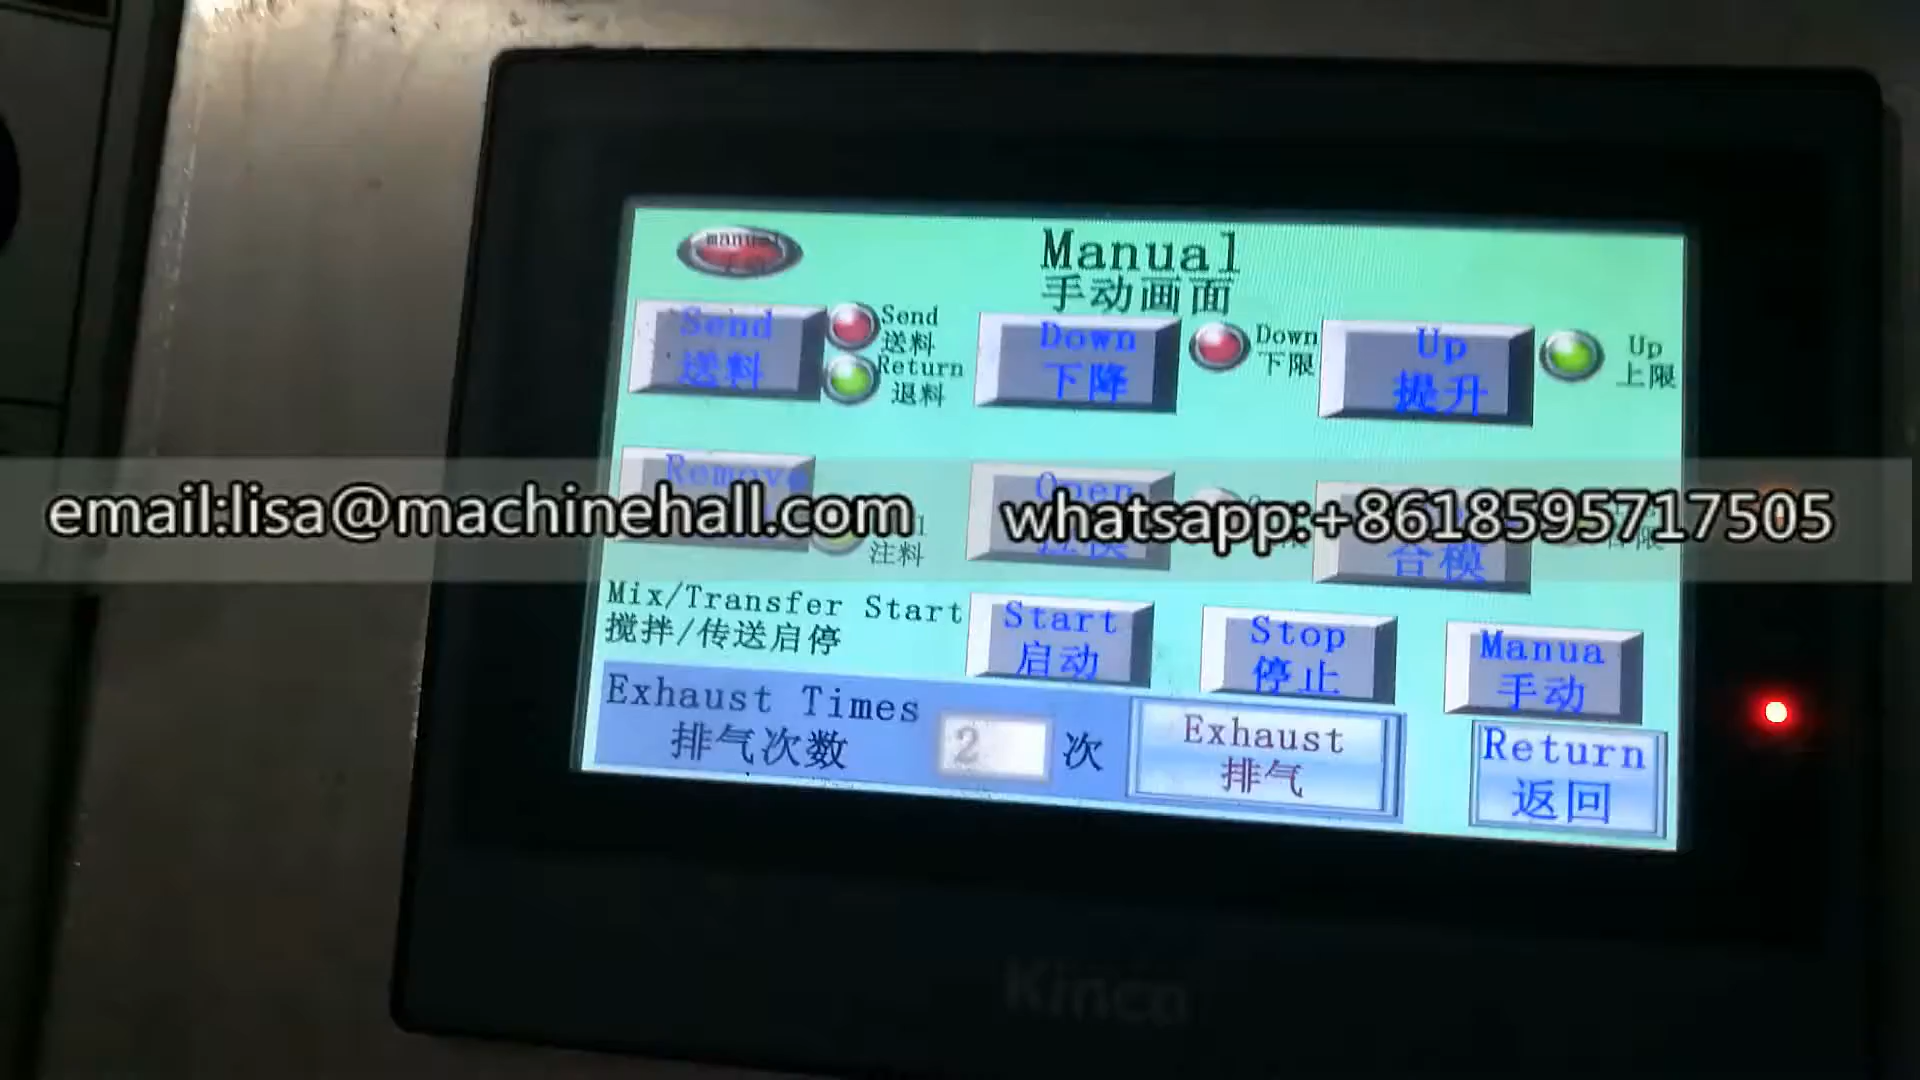 manual
Manual
手动画面
Send
送料
Send
送料
Return
退料
Down
下降
Down
下限
Up
提升
Up
上限
Remove
注料
Open
合模
email:lisa@machinehall.com
whatsapp:+8618595717505
Mix/Transfer Start
搅拌/传送启停
Start
启动
Stop
停止
Manua
手动
Exhaust Times
排气次数
2
次
Exhaust
排气
Return
返回
Kinco